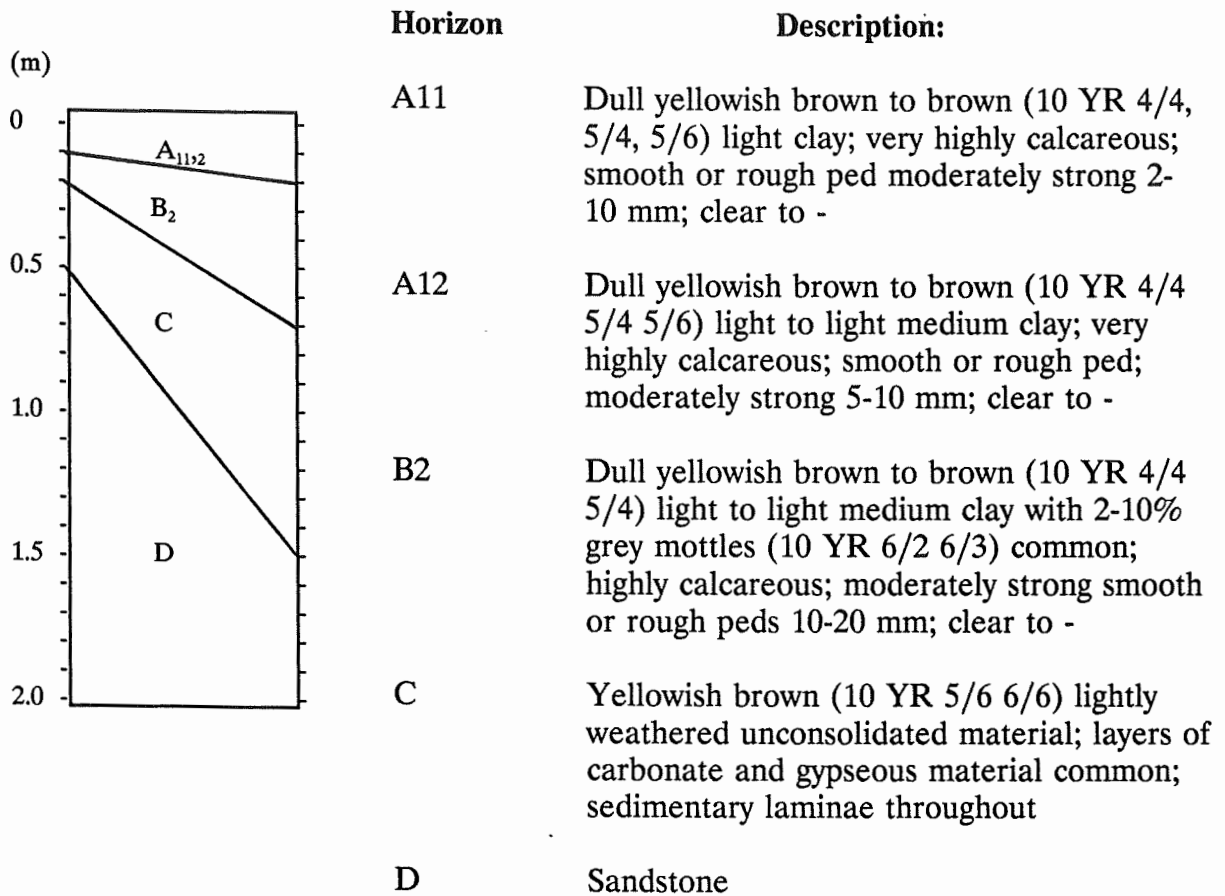 Horizon Description:
(m)
0
0.5
1.0
1.5
2.0
A11,2
B2
C
D
A11 Dull yellowish brown to brown (10 YR 4/4,
5/4, 5/6) light clay; very highly calcareous;
smooth or rough ped moderately strong 2-
10 mm; clear to -
A12 Dull yellowish brown to brown (10 YR 4/4
5/4 5/6) light to light medium clay; very
highly calcareous; smooth or rough ped;
moderately strong 5-10 mm; clear to -
B2 Dull yellowish brown to brown (10 YR 4/4
5/4) light to light medium clay with 2-10%
grey mottles (10 YR 6/2 6/3) common;
highly calcareous; moderately strong smooth
or rough peds 10-20 mm; clear to -
C Yellowish brown (10 YR 5/6 6/6) lightly
weathered unconsolidated material; layers of
carbonate and gypseous material common;
sedimentary laminae throughout
D Sandstone